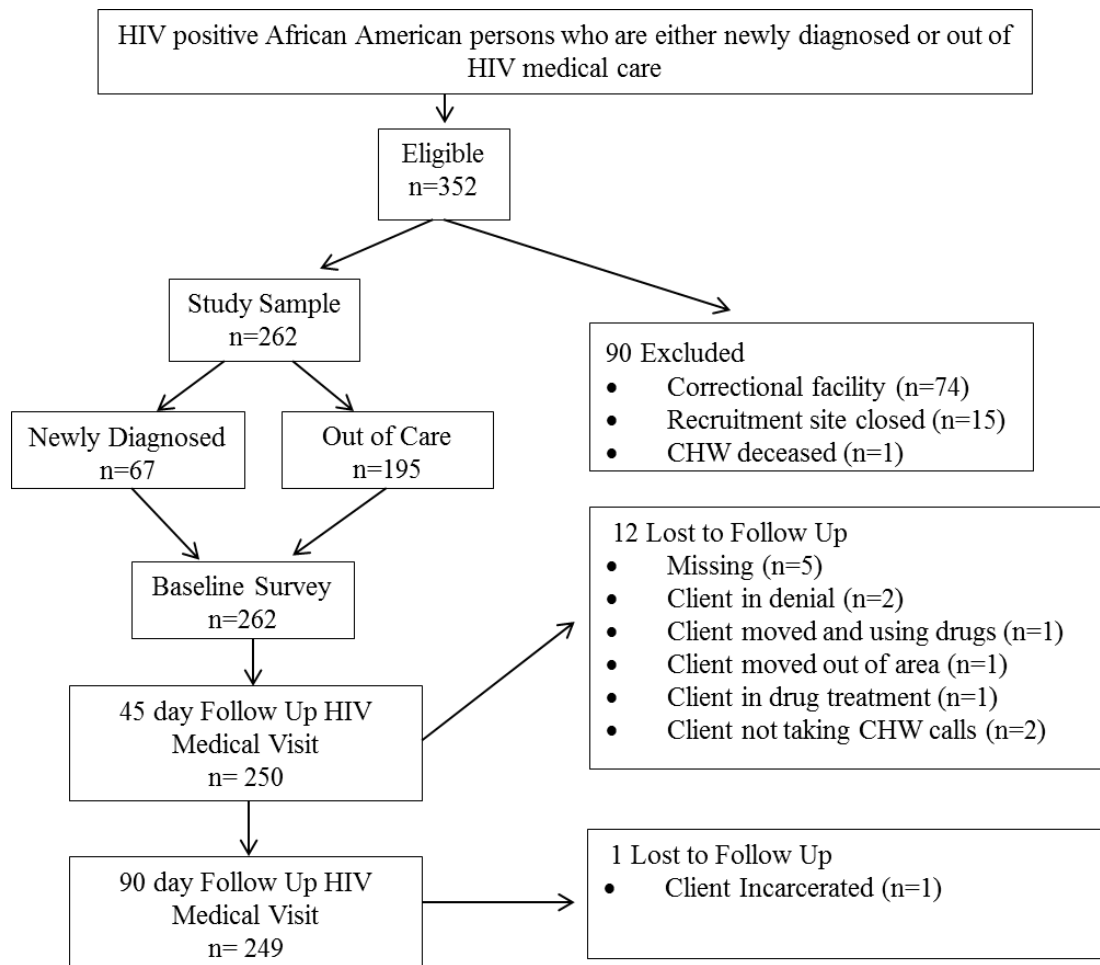 HIV positive African American persons who are either newly diagnosed or out of
HIV medical care
Eligible
n=352
Study Sample
n=262
90 Excluded
• Correctional facility (n=74)
• Recruitment site closed (n=15)
• CHW deceased (n=1)
Newly Diagnosed
n=67
Out of Care
n=195
Baseline Survey
n=262
12 Lost to Follow Up
• Missing (n=5)
• Client in denial (n=2)
• Client moved and using drugs (n=1)
• Client moved out of area (n=1)
• Client in drug treatment (n=1)
• Client not taking CHW calls (n=2)
45 day Follow Up HIV
Medical Visit
n= 250
90 day Follow Up HIV
Medical Visit
n= 249
1 Lost to Follow Up
• Client Incarcerated (n=1)